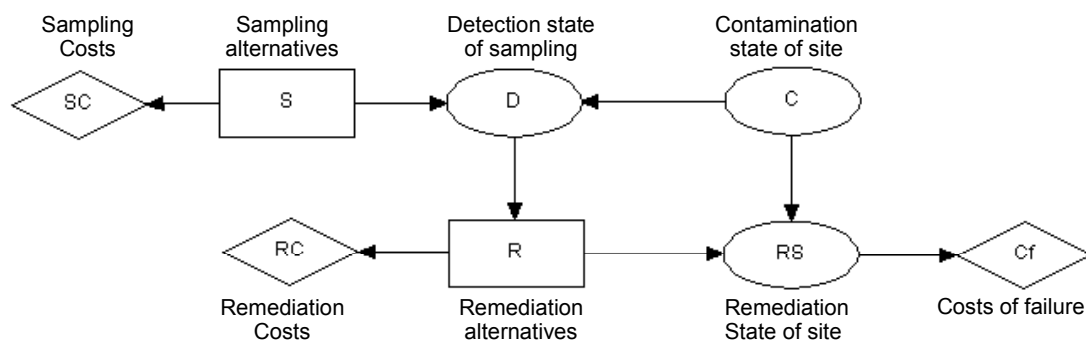 Sampling
Costs
Sampling
alternatives
Detection state
of sampling
Contamination
state of site
SC
S
D
C
RC
R
RS
Cf
Remediation
Costs
Remediation
alternatives
Remediation
State of site
Costs of failure